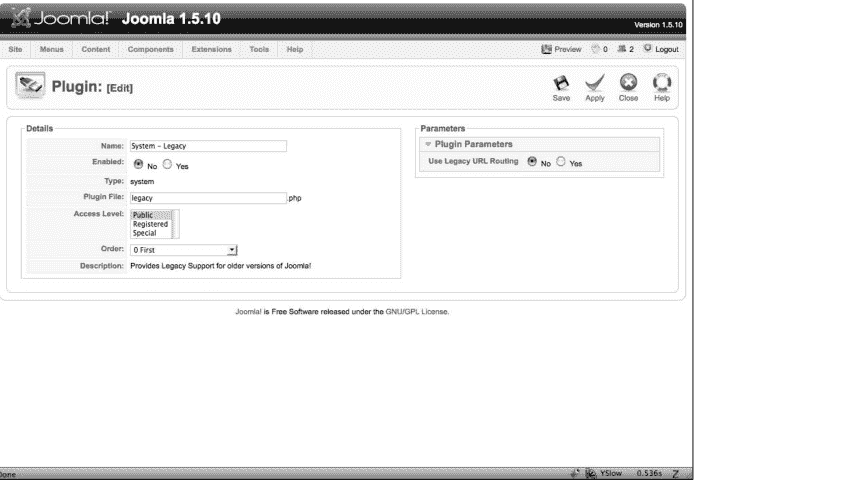 Joomla! Joomla 1.5.10
Version 1.5.10
Site Menus Content Components Extensions Tools Help Preview 0 2 Logout
Plugin: [Edit]
Save Apply Close Help
Details
Name: System - Legacy
Enabled: No Yes
Type: system
Plugin File: legacy .php
Access Level: Public
Registered
Special
Order: 0 First
Description: Provides Legacy Support for older versions of Joomla!
Parameters
Plugin Parameters
Use Legacy URL Routing No Yes
Joomla! is Free Software released under the GNU/GPL License.
Done YSlow 0.536s Z